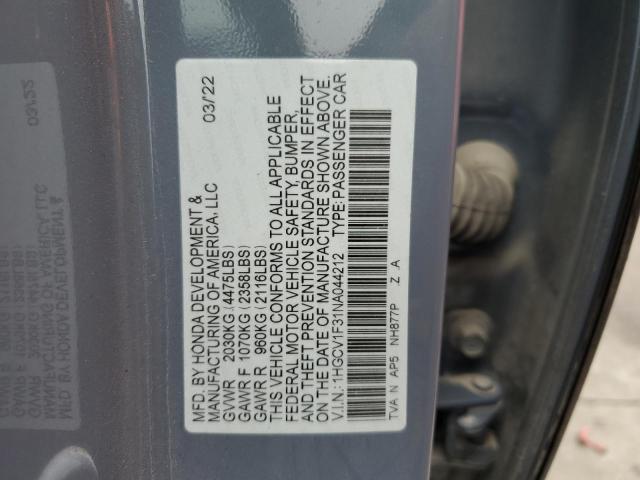 MFD. BY HONDA DEVELOPMENT &
MANUFACTURING OF AMERICA, LLC 03/22
GVWR 2030KG (4475LBS)
GAWR F 1070KG (2358LBS)
GAWR R 960KG (2116LBS)
THIS VEHICLE CONFORMS TO ALL APPLICABLE
FEDERAL MOTOR VEHICLE SAFETY, BUMPER,
AND THEFT PREVENTION STANDARDS IN EFFECT
ON THE DATE OF MANUFACTURE SHOWN ABOVE.
V.I.N.: 1HGCV1F31NA044212 TYPE: PASSENGER CAR
TVA N AP5 NH877P Z A